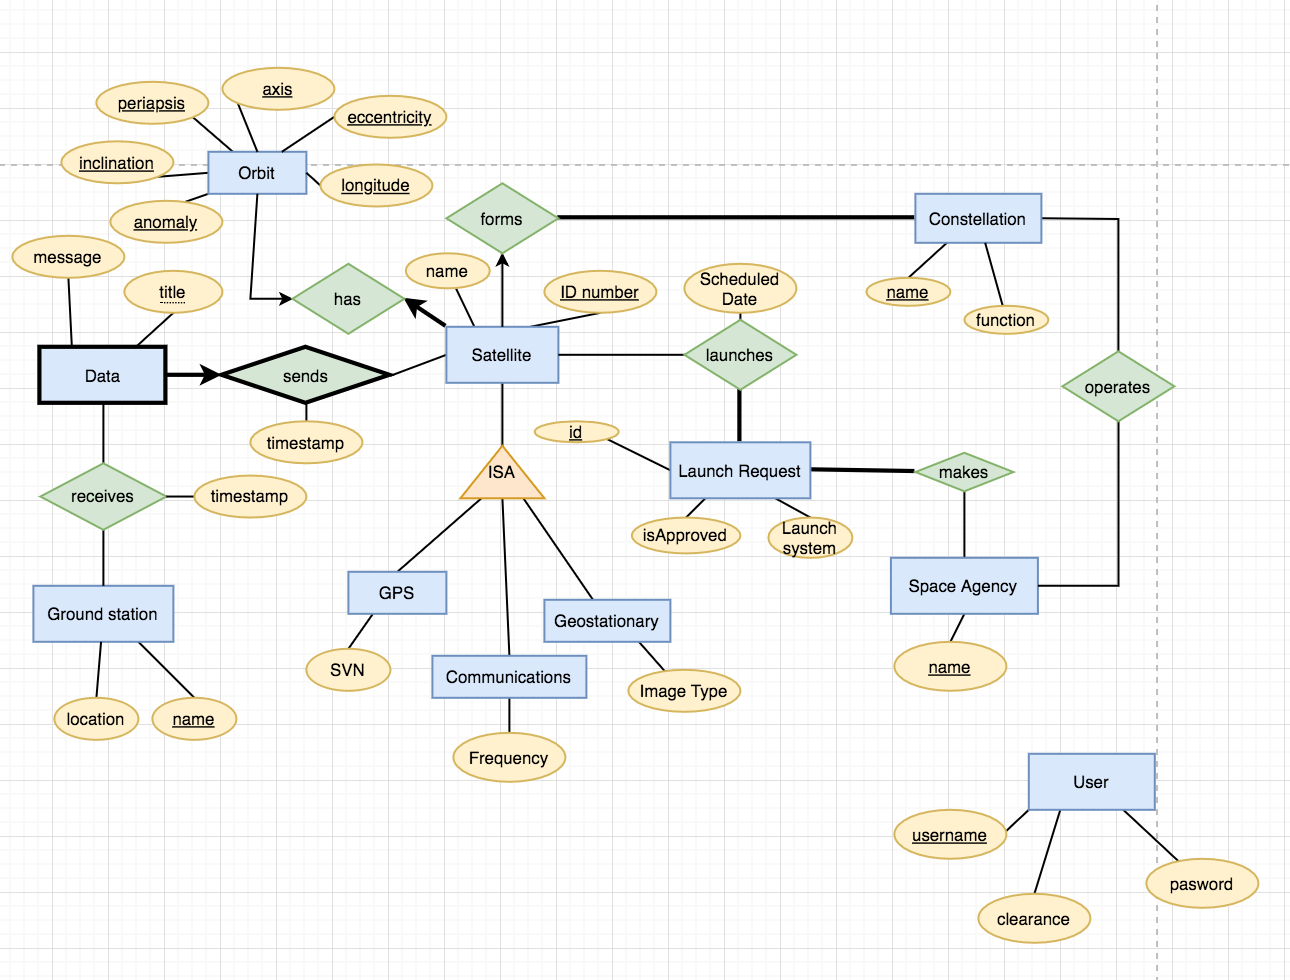 axis
periapsis
eccentricity
inclination
Orbit
longitude
anomaly
forms
Constellation
message
name
Scheduled
Date
title
ID number
name
has
function
Satellite
launches
Data
sends
operates
id
timestamp
ISA
Launch Request
makes
receives
timestamp
isApproved
Launch
system
Space Agency
GPS
Ground station
Geostationary
SVN
Communications
name
Image Type
location
name
Frequency
User
username
pasword
clearance